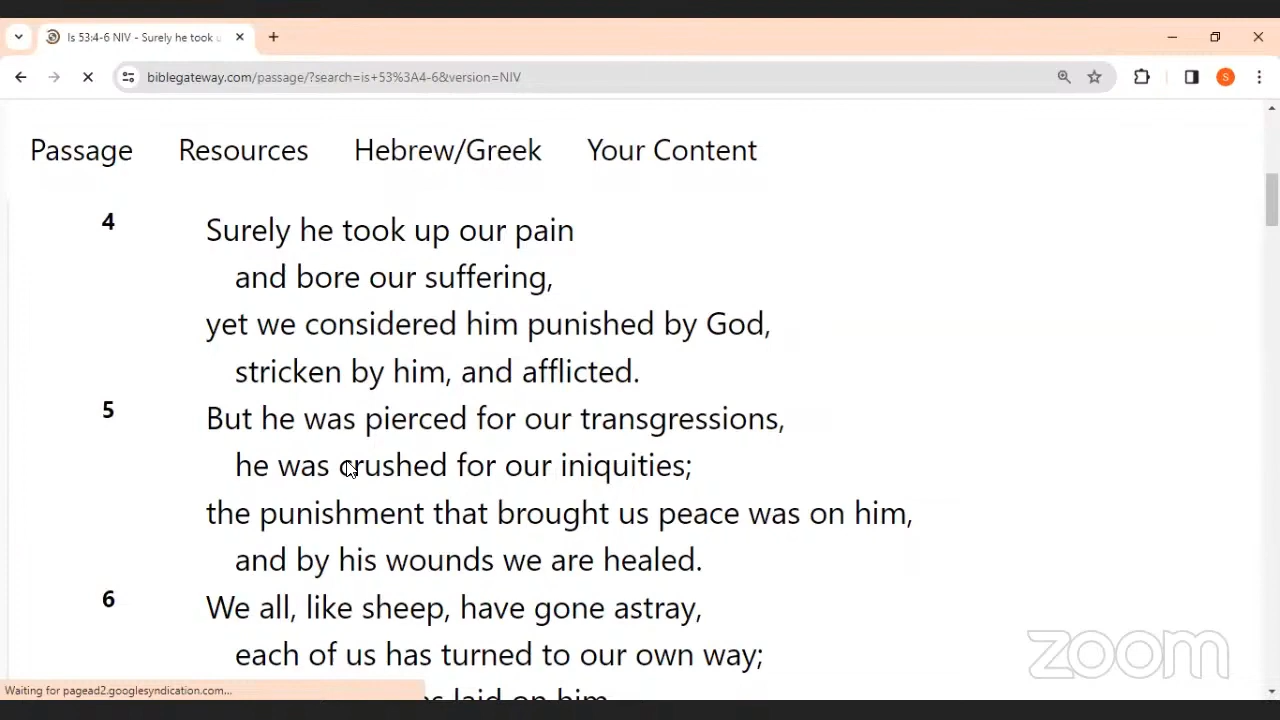 Is 53:4-6 NIV - Surely he took u
biblegateway.com/passage/?search=is+53%3A4-6&version=NIV
S
Passage Resources Hebrew/Greek Your Content
4 Surely he took up our pain
and bore our suffering,
yet we considered him punished by God,
stricken by him, and afflicted.
5 But he was pierced for our transgressions,
he was crushed for our iniquities;
the punishment that brought us peace was on him,
and by his wounds we are healed.
6 We all, like sheep, have gone astray,
each of us has turned to our own way;
laid on him
Waiting for pagead2.googlesyndication.com...
zoom